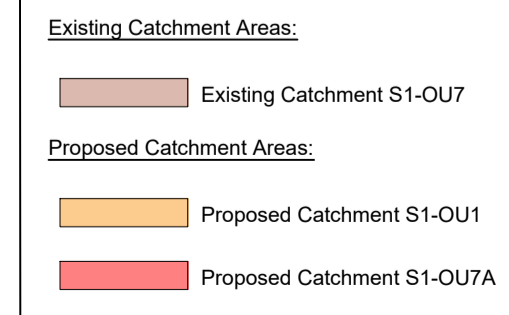 Existing Catchment Areas:
Existing Catchment S1-OU7
Proposed Catchment Areas:
Proposed Catchment S1-OU1
Proposed Catchment S1-OU7A